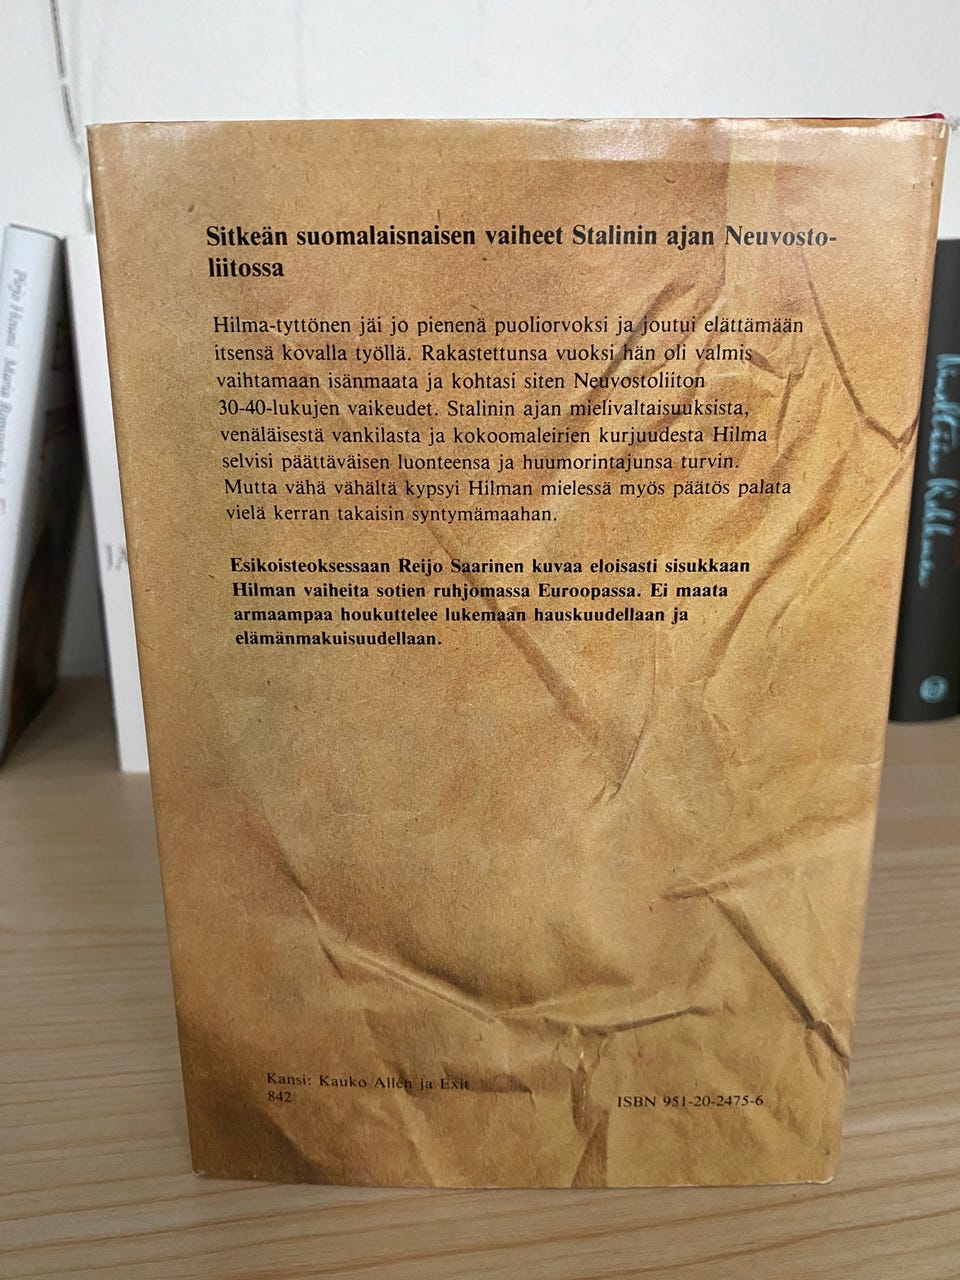 Sitkeän suomalaisnaisen vaiheet Stalinin ajan Neuvosto-
liitossa
Hilma-tyttönen jäi jo pienenä puoliorvoksi ja joutui elättämään
itsensä kovalla työllä. Rakastettunsa vuoksi hän oli valmis
vaihtamaan isänmaata ja kohtasi siten Neuvostoliiton
30-40-lukujen vaikeudet. Stalinin ajan mielivaltaisuuksista,
venäläisestä vankilasta ja kokoomaleirien kurjuudesta Hilma
selvisi päättäväisen luonteensa ja huumorintajunsa turvin.
Mutta vähä vähältä kypsyi Hilman mielessä myös päätös palata
vielä kerran takaisin syntymämaahan.
Esikoisteoksessaan Reijo Saarinen kuvaa eloisasti sisukkaan
Hilman vaiheita sotien ruhjomassa Euroopassa. Ei maata
armaampaa houkuttelee lukemaan hauskuudellaan ja
elämänmakuisuudellaan.
Kansi: Kauko Allén ja Exit
842
ISBN 951-20-2475-6